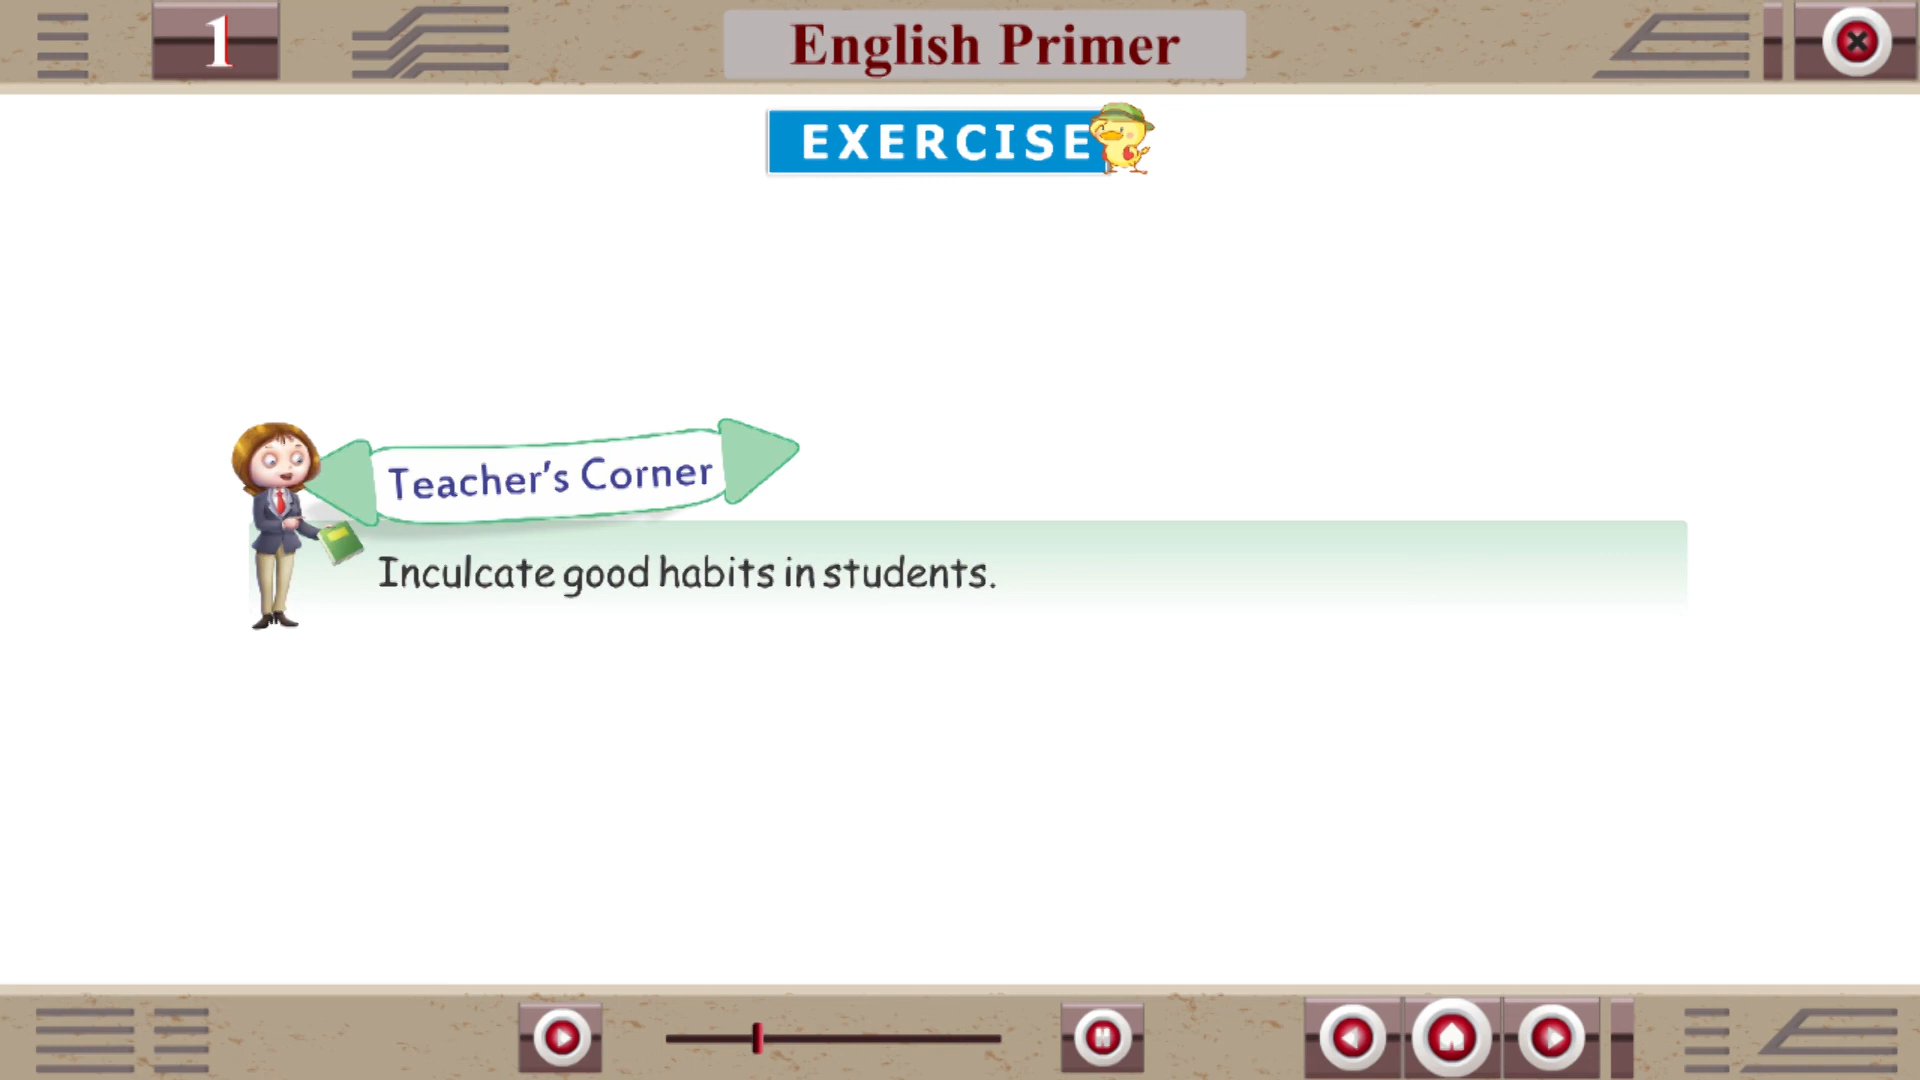 1
English Primer
EXERCISE
Teacher's Corner
Inculcate good habits in students.